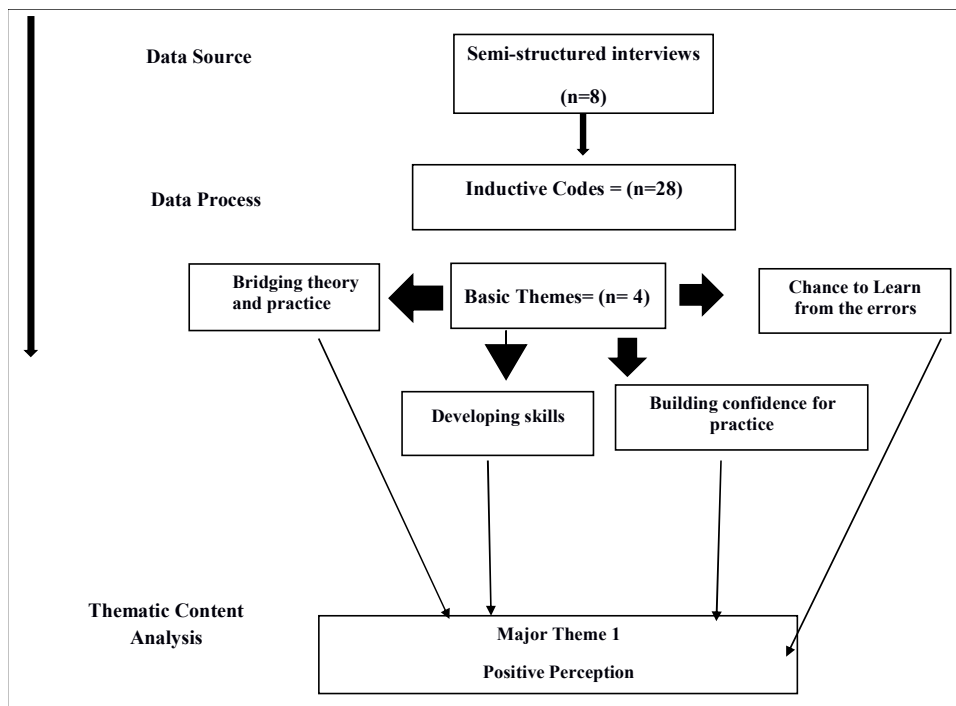 Data Source
Semi-structured interviews
(n=8)
Data Process
Inductive Codes = (n=28)
Bridging theory
and practice
Basic Themes= (n= 4)
Chance to Learn
from the errors
Developing skills
Building confidence for
practice
Thematic Content
Analysis
Major Theme 1
Positive Perception